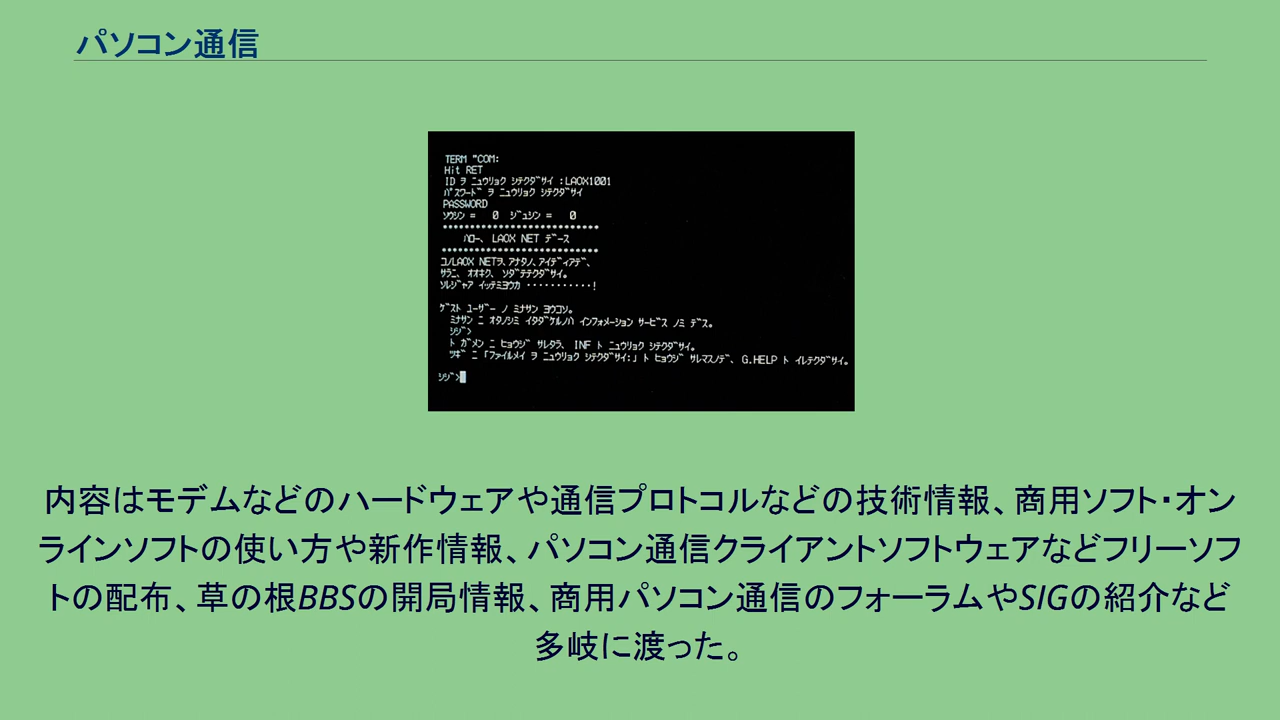 パソコン通信
TERM "COM:
Hit RET
ID ヲ ニュウリョク シテクダサイ :LAOX1001
パスワード ヲ ニュウリョク シテクダサイ
PASSWORD
ソウシン = 0 ジュシン = 0
****************************
ハロー、 LAOX NET デース
****************************
コノLAOX NETヲ、アナタノ、アイディアデ、
サラニ、 オオキク、 ソダテテクダサイ。
ソレジャア イッテミヨウカ ・・・・・・・・・・・!
ゲスト ユーザー ノ ミナサン ヨウコソ。
ミナサン ニ オタノシミ イタダケルノハ インフォメーション サービス ノミ デス。
シジ>
ト ガメン ニ ヒョウジ サレタラ、 INF ト ニュウリョク シテクダサイ。
ツギ ニ 「ファイルメイ ヲ ニュウリョク シテクダサイ:」 ト ヒョウジ サレマスノデ、 G.HELP ト イレテクダサイ。
シジ>
内容はモデムなどのハードウェアや通信プロトコルなどの技術情報、商用ソフト・オン
ラインソフトの使い方や新作情報、パソコン通信クライアントソフトウェアなどフリーソフ
トの配布、草の根BBSの開局情報、商用パソコン通信のフォーラムやSIGの紹介など
多岐に渡った。